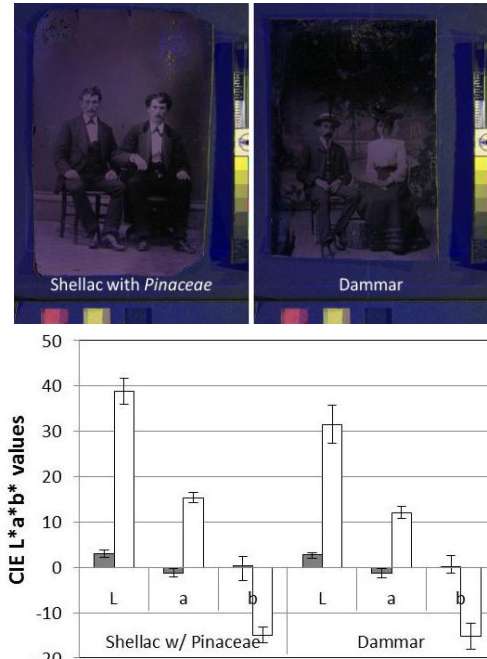 Shellac with Pinaceae
Dammar
50
40
30
20
10
0
-10
-20
CIE L*a*b* values
L
a
b
L
a
b
Shellac w/ Pinaceae
Dammar